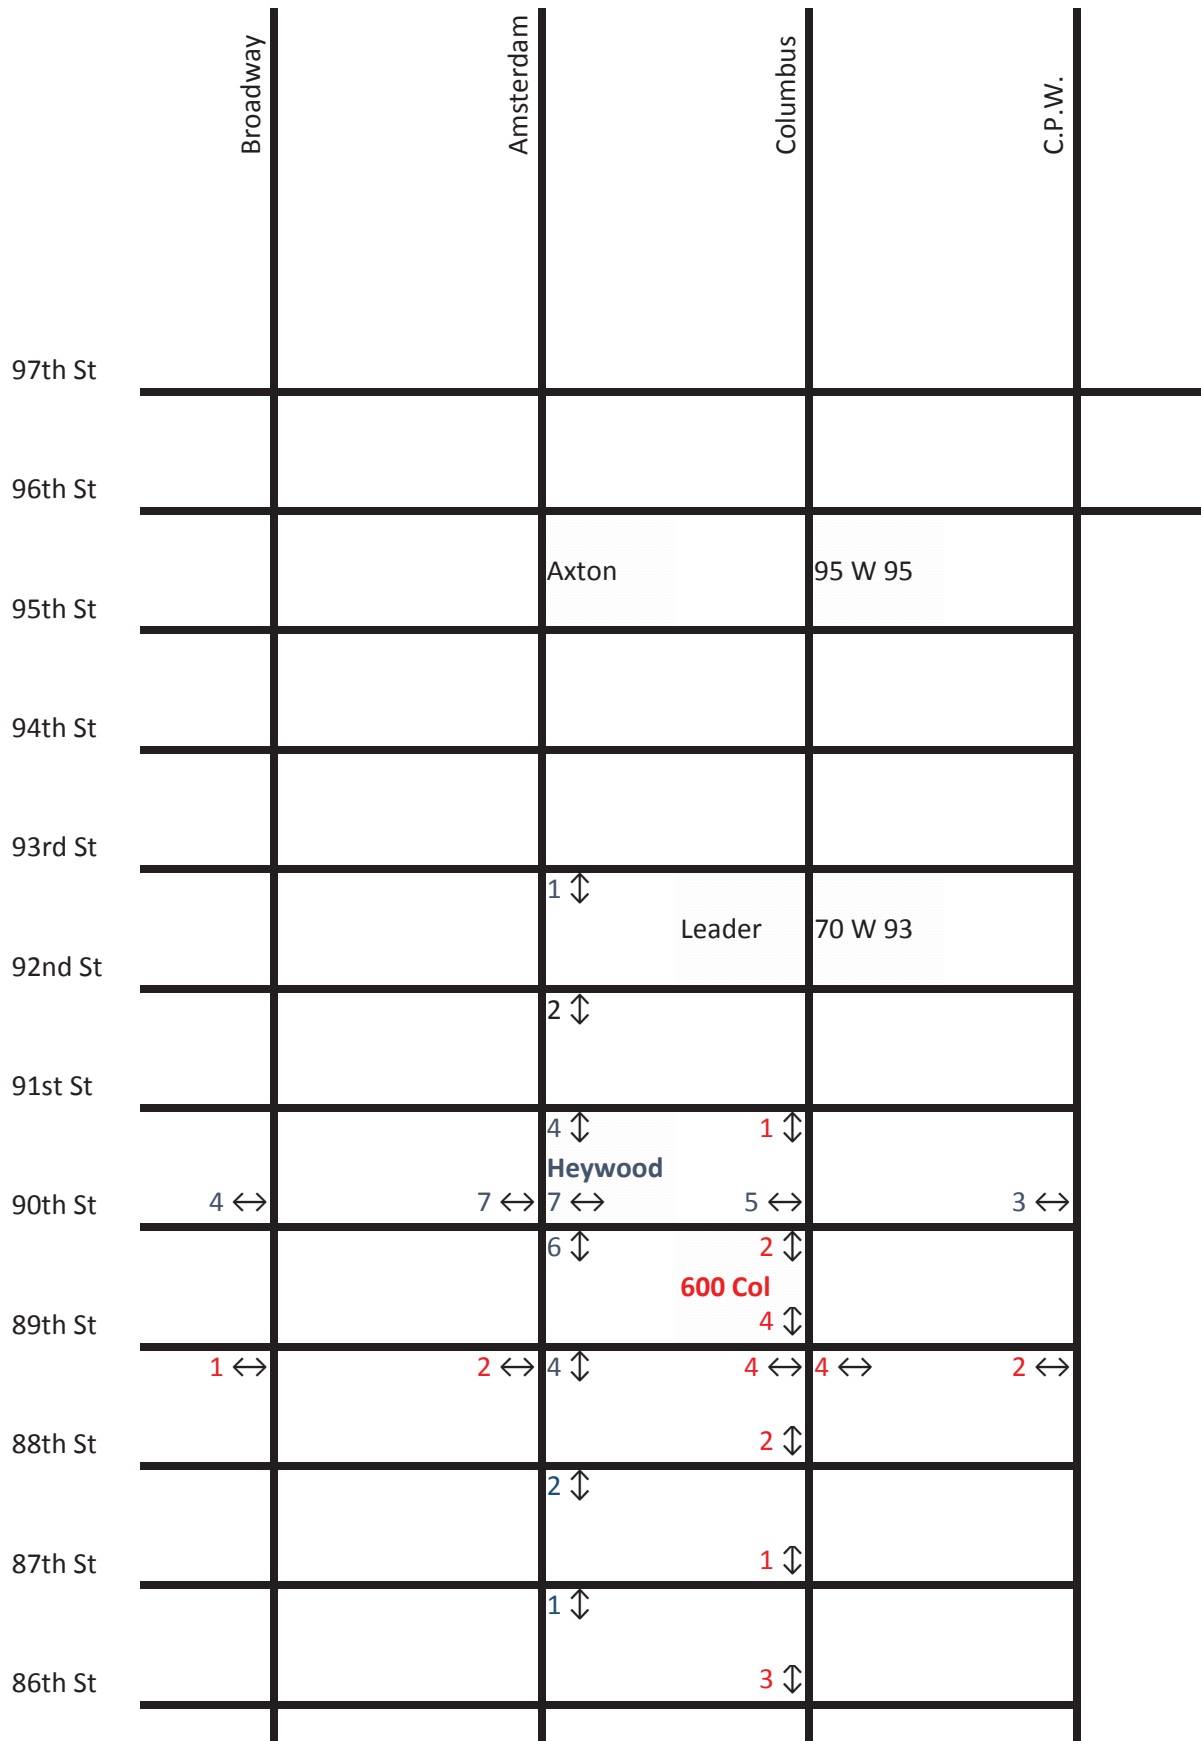 Broadway
Amsterdam
Columbus
C.P.W.
97th St
96th St
Axton
95 W 95
95th St
94th St
93rd St
1 ↕
Leader
70 W 93
92nd St
2 ↕
91st St
4 ↕
1 ↕
Heywood
90th St
4 ↔
7 ↔
7 ↔
5 ↔
3 ↔
6 ↕
2 ↕
600 Col
89th St
4 ↕
1 ↔
2 ↔
4 ↕
4 ↔
4 ↔
2 ↔
88th St
2 ↕
2 ↕
87th St
1 ↕
1 ↕
86th St
3 ↕